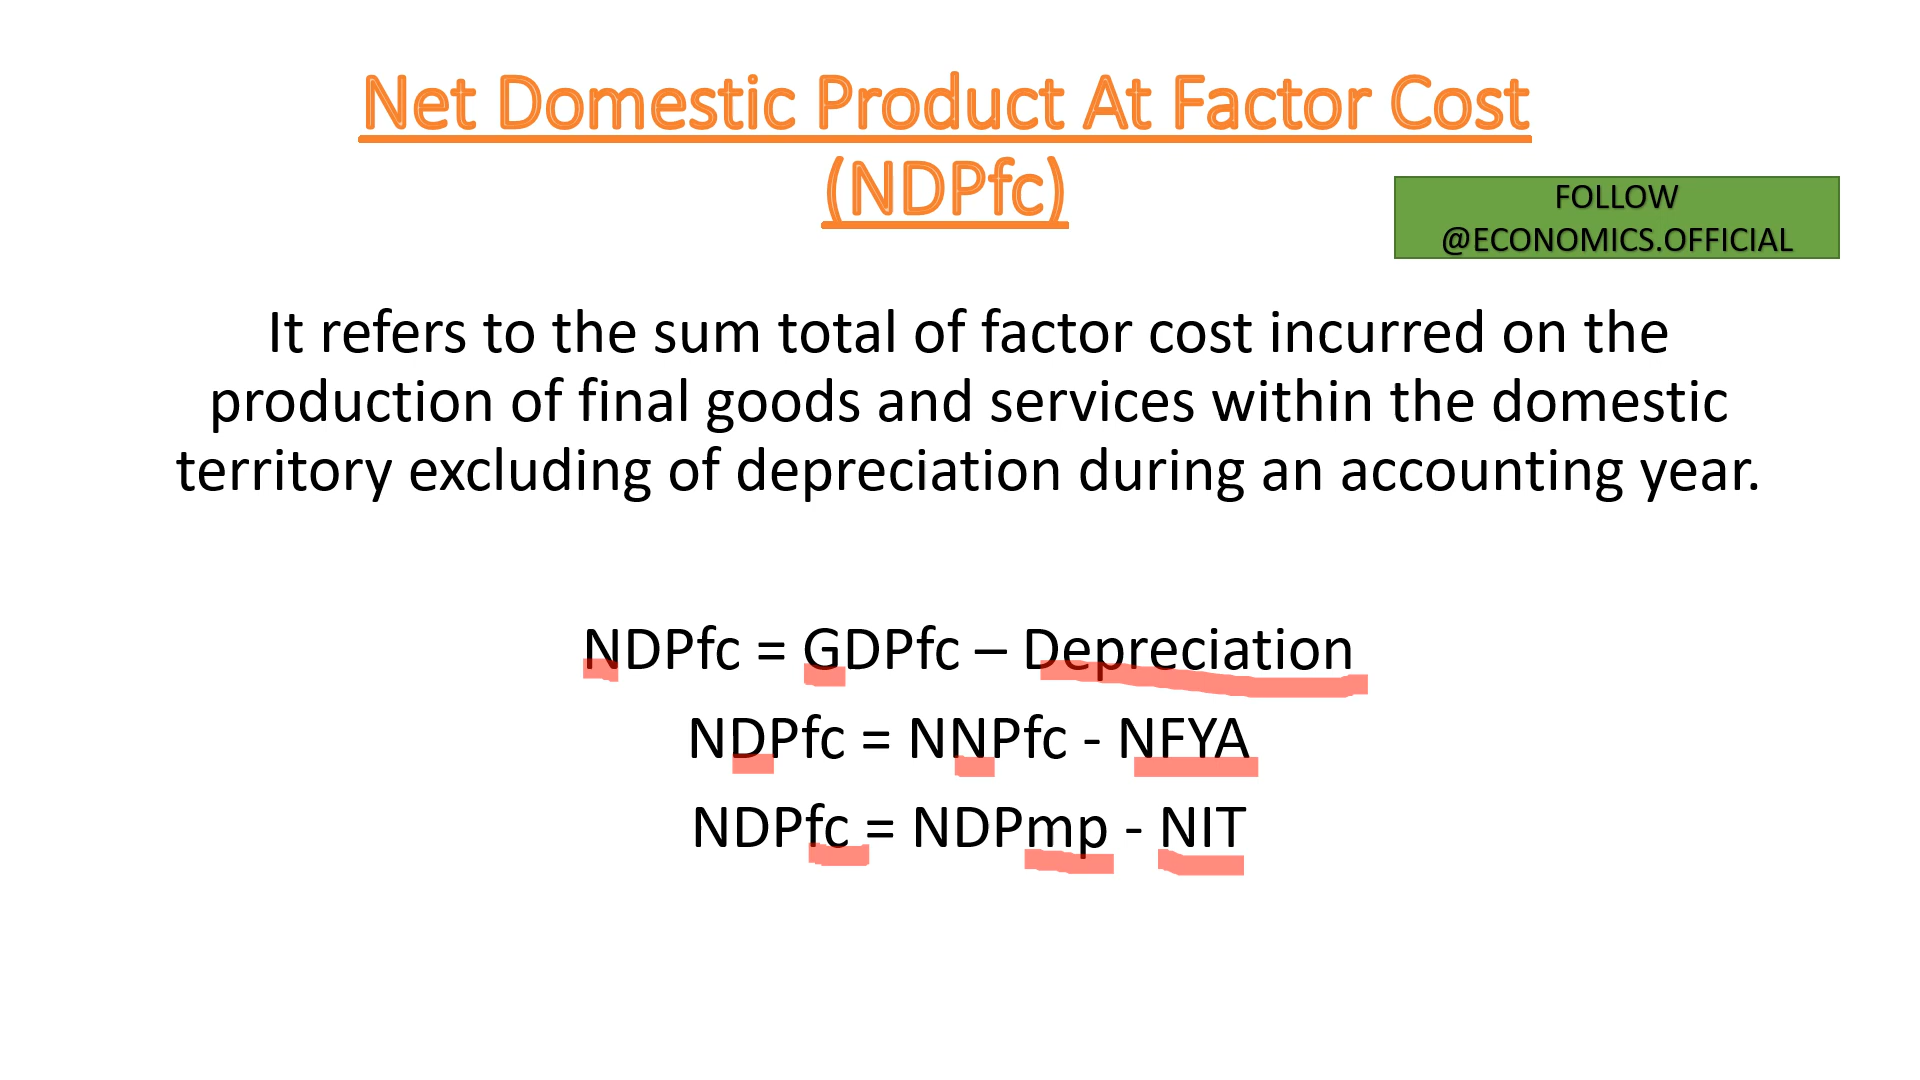 Net Domestic Product At Factor Cost
(NDPfc)
FOLLOW
@ECONOMICS.OFFICIAL
It refers to the sum total of factor cost incurred on the
production of final goods and services within the domestic
territory excluding of depreciation during an accounting year.
NDPfc = GDPfc – Depreciation
NDPfc = NNPfc - NFYA
NDPfc = NDPmp - NIT